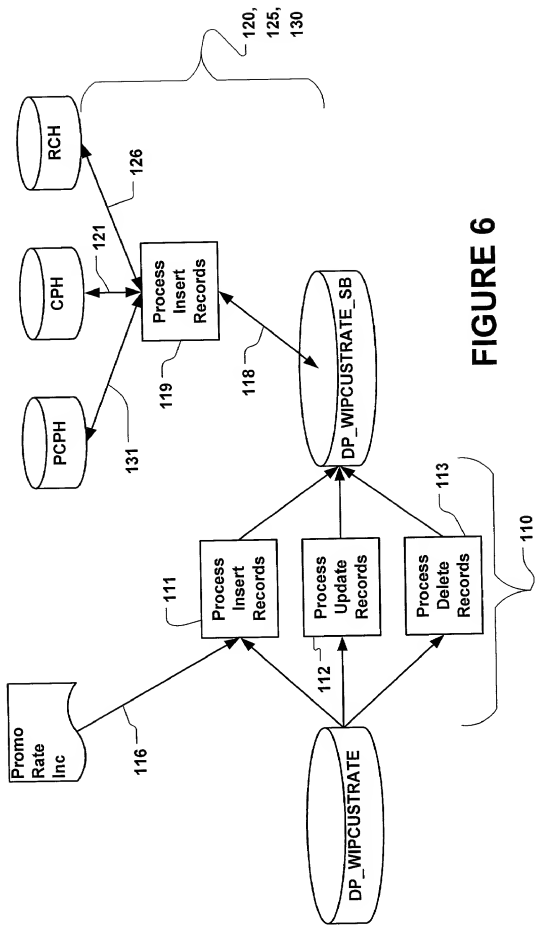 Promo
Rate
Inc
116
DP_WIPCUSTRATE
111
Process
Insert
Records
Process
Update
Records
112
Process
Delete
Records
113
110
DP_WIPCUSTRATE_SB
118
Process
Insert
Records
119
PCPH
CPH
RCH
131
121
126
120,
125,
130
FIGURE 6